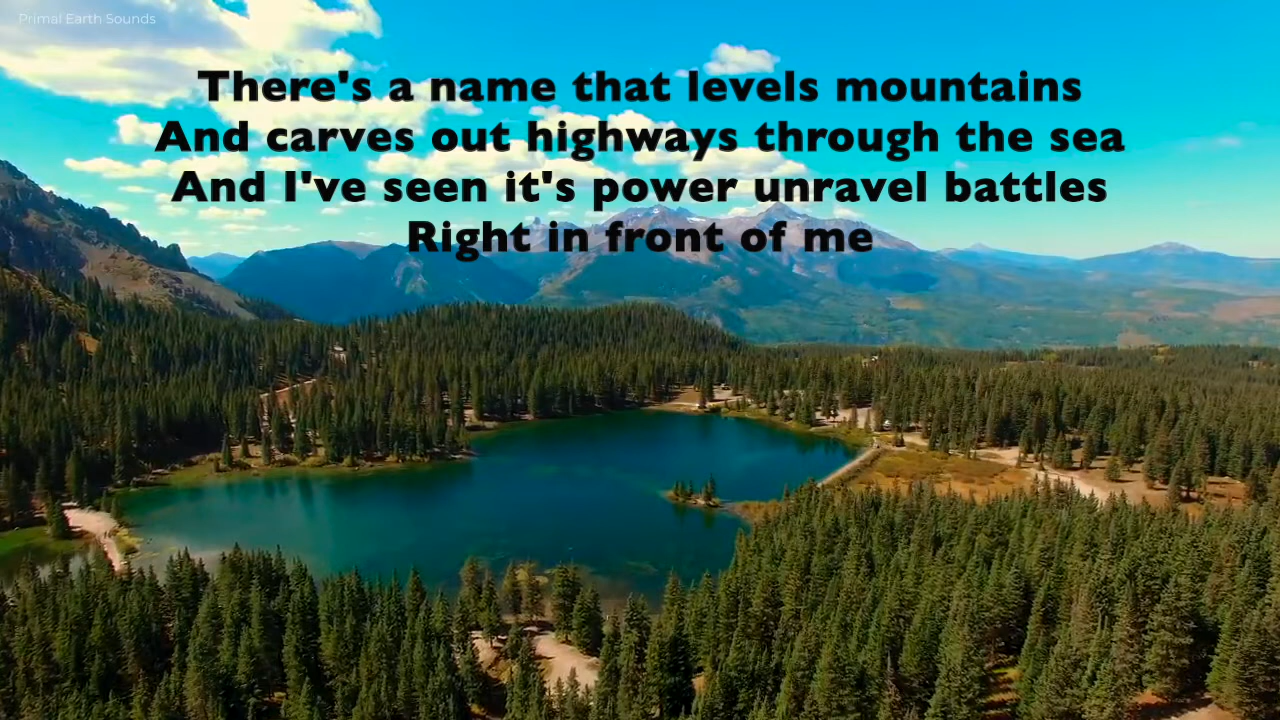 Primal Earth Sounds
There's a name that levels mountains
And carves out highways through the sea
And I've seen it's power unravel battles
Right in front of me